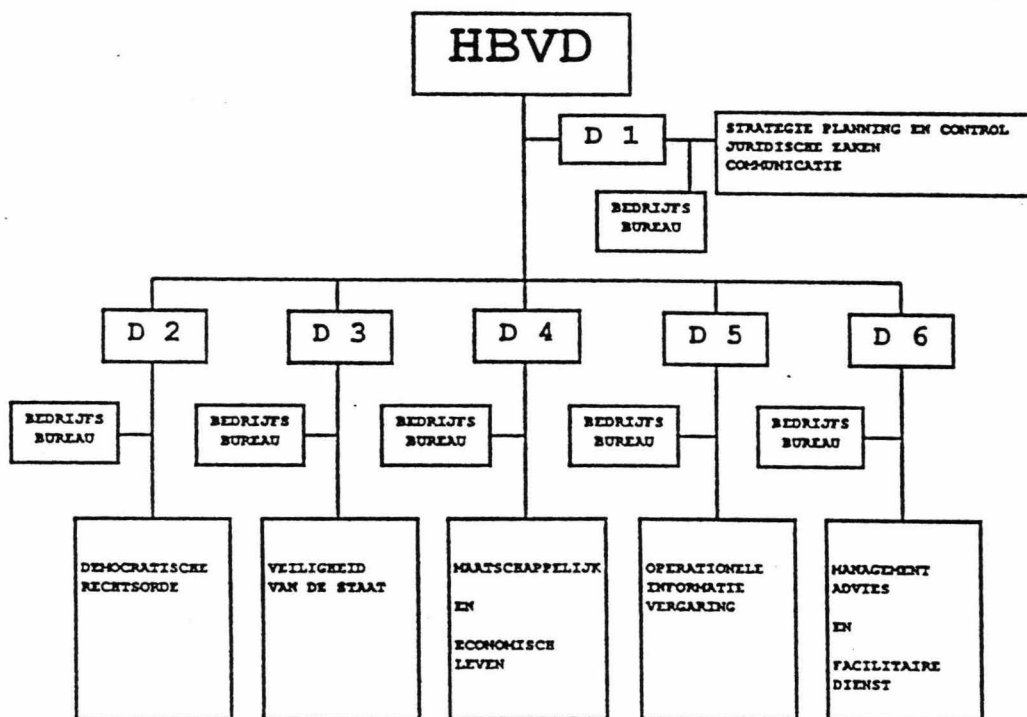 HBVD
D 1
STRATEGIE PLANNING EN CONTROL
JURIDISCHE ZAKEN
COMMUNICATIE
BEDRIJFS
BUREAU
D 2
D 3
D 4
D 5
D 6
BEDRIJFS
BUREAU
BEDRIJFS
BUREAU
BEDRIJFS
BUREAU
BEDRIJFS
BUREAU
BEDRIJFS
BUREAU
DEMOCRATISCHE
RECHTSORDE
VEILIGHEID
VAN DE STAAT
MAATSCHAPPELIJK
EN
ECONOMISCH
LEVEN
OPERATIONELE
INFORMATIE
VERGARING
MANAGEMENT
ADVIES
EN
FACILITAIRE
DIENST